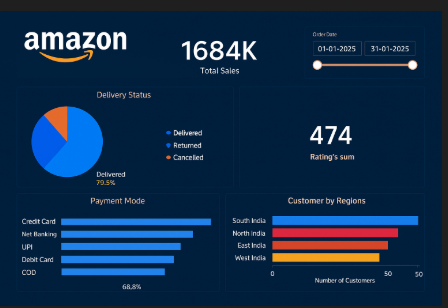 amazon
1684K
Total Sales
Order Date
01-01-2025 31-01-2025
Delivery Status
Delivered
Returned
Cancelled
Delivered
79.5%
474
Rating's sum
Payment Mode
Credit Card
Net Banking
UPI
Debit Card
COD
68.8%
Customer by Regions
South India
North India
East India
West India
0 50 50
Number of Customers